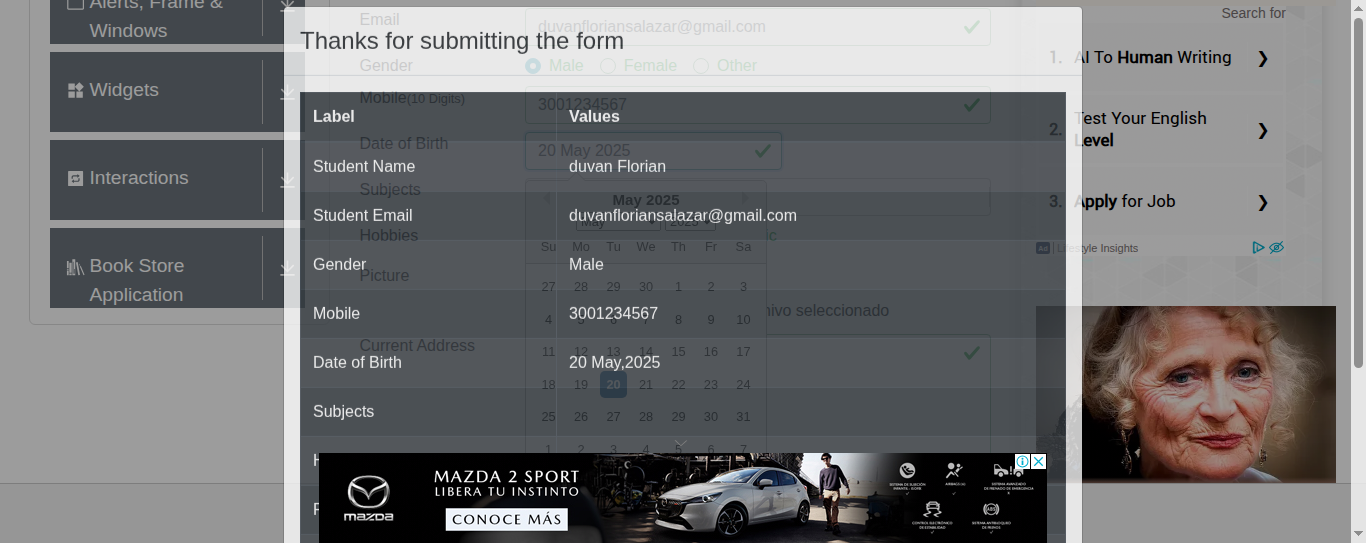 Alerts, Frame &
Windows
Widgets
Interactions
Book Store
Application
Thanks for submitting the form
Email
duvanfloriansalazar@gmail.com
Gender
Male Female Other
Mobile(10 Digits)
3001234567
Date of Birth
20 May 2025
Subjects
Hobbies
Picture
hivo seleccionado
Current Address
May 2025
May 2025
Su Mo Tu We Th Fr Sa
27 28 29 30 1 2 3
4 5 6 7 8 9 10
11 12 13 14 15 16 17
18 19 20 21 22 23 24
25 26 27 28 29 30 31
1 2 3 4 5 6 7
Label Values
Student Name duvan Florian
Student Email duvanfloriansalazar@gmail.com
Gender Male
Mobile 3001234567
Date of Birth 20 May,2025
Subjects
Search for
1. AI To Human Writing
2. Test Your English
Level
3. Apply for Job
Ad | Lifestyle Insights
mazda
MAZDA 2 SPORT
LIBERA TU INSTINTO
CONOCE MÁS